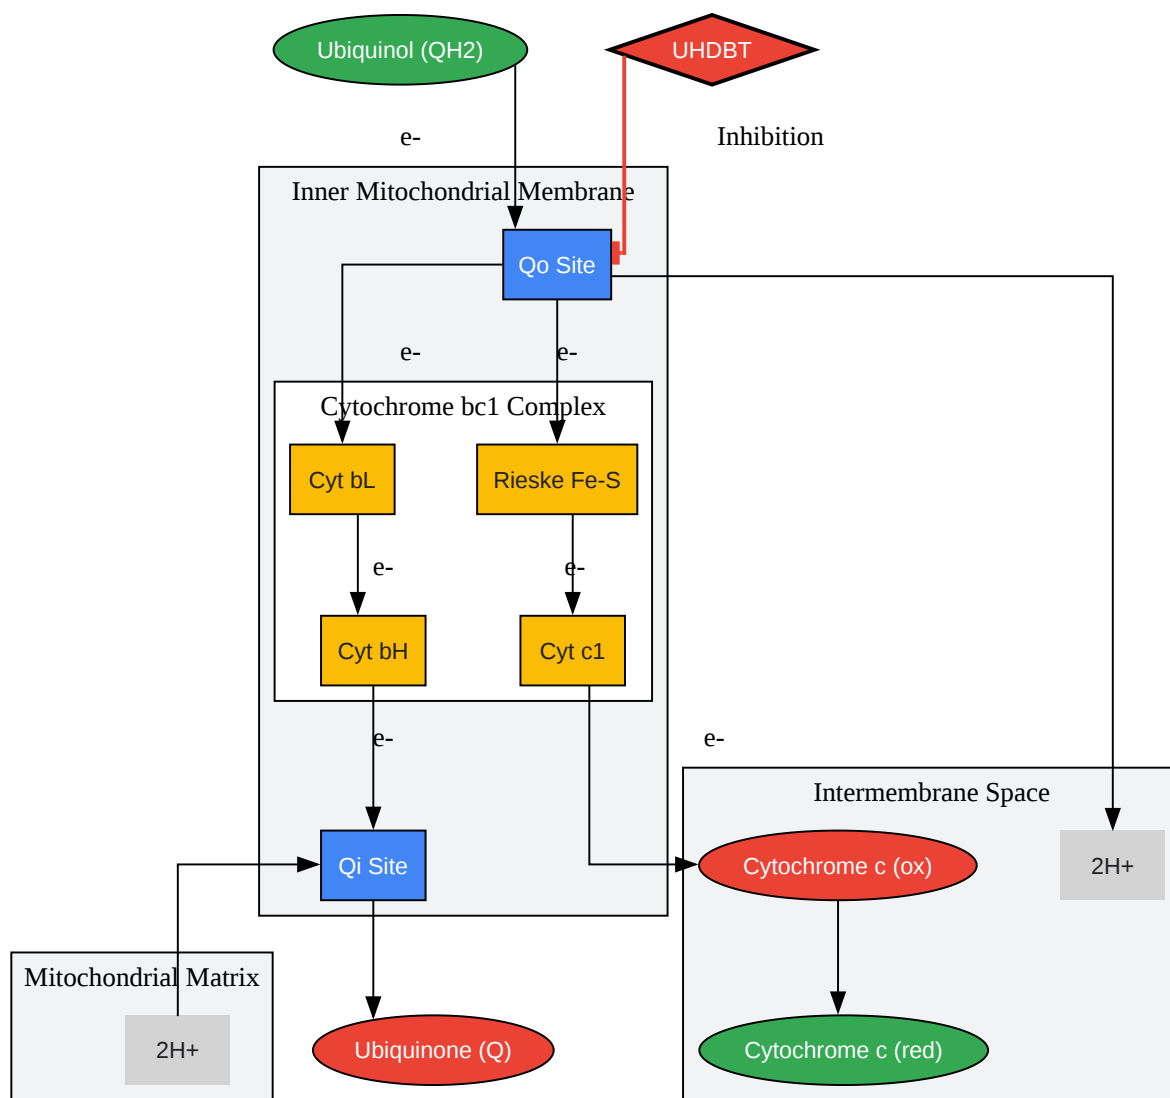 Ubiquinol (QH2)
UHDBT
e-
Inhibition
Inner Mitochondrial Membrane
Qo Site
e-
e-
Cytochrome bc1 Complex
Cyt bL
Rieske Fe-S
e-
e-
Cyt bH
Cyt c1
e-
e-
Intermembrane Space
Qi Site
Cytochrome c (ox)
2H+
Mitochondrial Matrix
2H+
Ubiquinone (Q)
Cytochrome c (red)